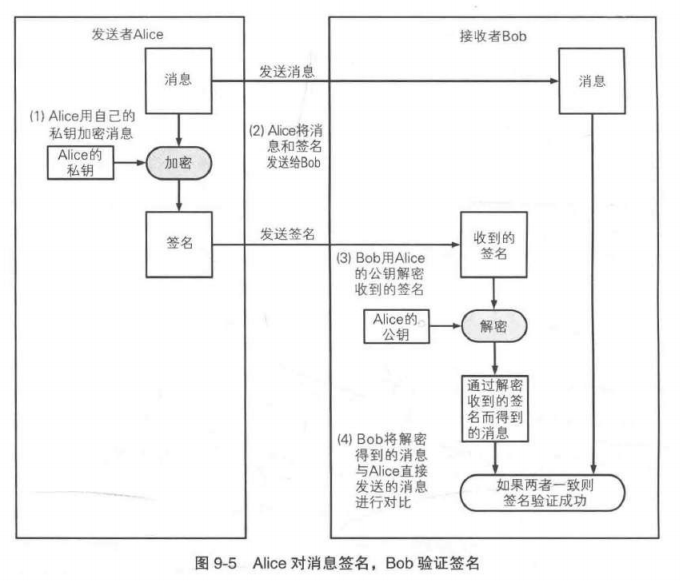 发送者Alice
接收者Bob
消息
发送消息
消息
(1) Alice用自己的
私钥加密消息
Alice的
私钥
加密
(2) Alice将消
息和签名
发送给Bob
签名
发送签名
收到的
签名
(3) Bob用Alice
的公钥解密
收到的签名
Alice的
公钥
解密
通过解密
收到的签
名而得到
的消息
(4) Bob将解密
得到的消息
与Alice直接
发送的消息
进行对比
如果两者一致则
签名验证成功
图 9-5 Alice 对消息签名，Bob 验证签名